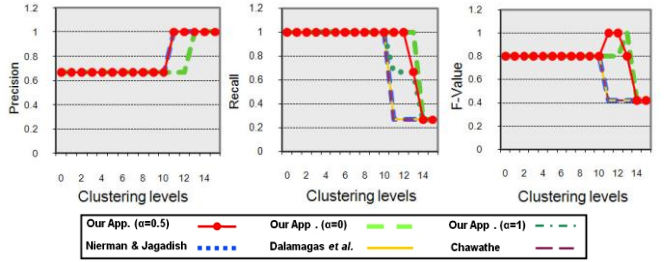 1.2
1
0.8
0.6
0.4
0.2
0
Precision
0 2 4 6 8 10 12 14
Clustering levels
1.2
1
0.8
0.6
0.4
0.2
0
Recall
0 2 4 6 8 10 12 14
Clustering levels
1.2
1
0.8
0.6
0.4
0.2
0
F-Value
0 2 4 6 8 10 12 14
Clustering levels
Our App. (α=0.5) Our App . (α=0) Our App . (α=1)
Nierman & Jagadish Dalamagas et al. Chawathe